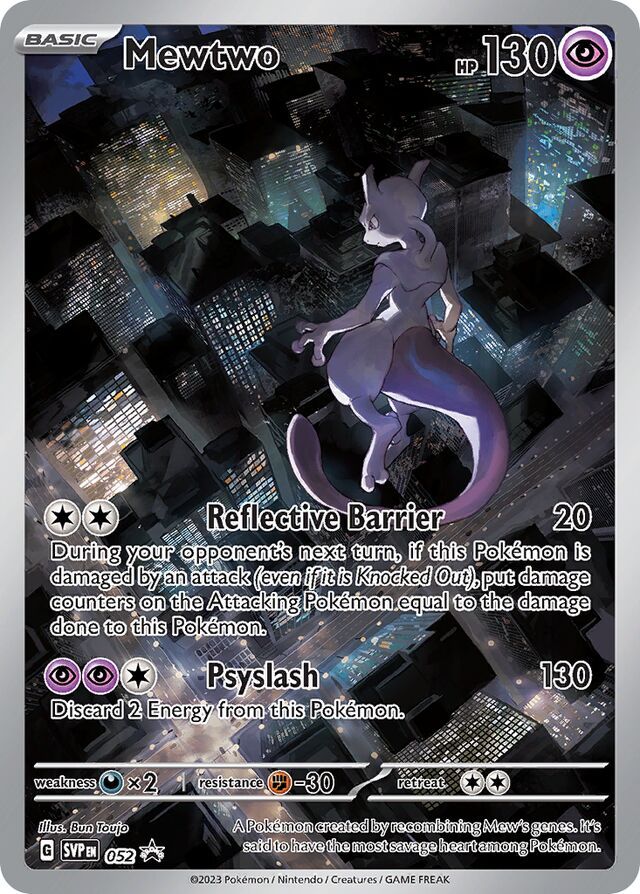 BASIC Mewtwo HP 130
Reflective Barrier 20
During your opponent's next turn, if this Pokémon is
damaged by an attack (even if it is Knocked Out), put damage
counters on the Attacking Pokémon equal to the damage
done to this Pokémon.
Psyslash 130
Discard 2 Energy from this Pokémon.
weakness ×2 resistance -30 retreat
Illus. Bun Toujo
A Pokémon created by recombining Mew's genes. It's
said to have the most savage heart among Pokémon.
G SVP EN 052
©2023 Pokémon / Nintendo / Creatures / GAME FREAK